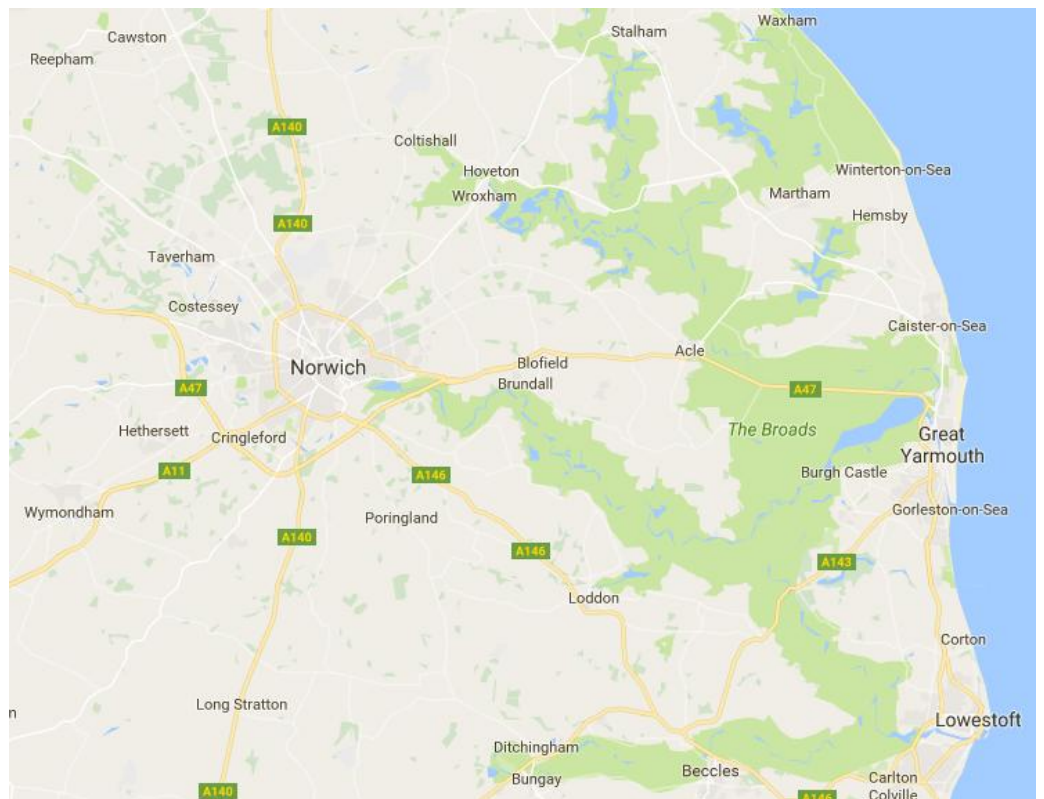 Waxham
Cawston
Stalham
Reepham
A140
Coltishall
Hoveton
Winterton-on-Sea
Wroxham
Martham
Hemsby
A140
Taverham
Costessey
Caister-on-Sea
Acle
Blofield
Norwich
Brundall
A47
A47
The Broads
Hethersett
Cringleford
Great
Yarmouth
A11
A146
Burgh Castle
Wymondham
Poringland
Gorleston-on-Sea
A140
A146
A143
Loddon
Corton
Long Stratton
n
Lowestoft
Ditchingham
Bungay
Beccles
Carlton
Colville
A140
A146